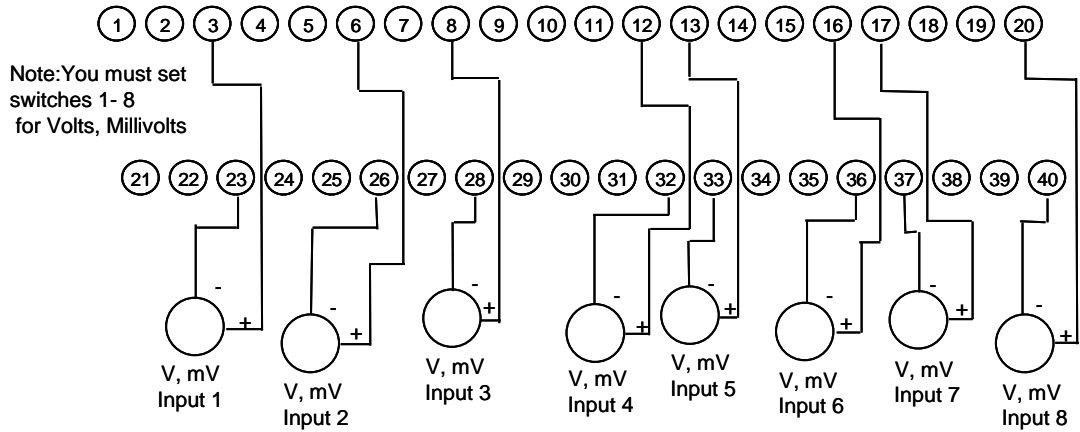 1 2 3 4 5 6 7 8 9 10 11 12 13 14 15 16 17 18 19 20
Note:You must set
switches 1- 8
for Volts, Millivolts
21 22 23 24 25 26 27 28 29 30 31 32 33 34 35 36 37 38 39 40
- + - + - + - + - + - + - + - +
V, mV
Input 1
V, mV
Input 2
V, mV
Input 3
V, mV
Input 4
V, mV
Input 5
V, mV
Input 6
V, mV
Input 7
V, mV
Input 8